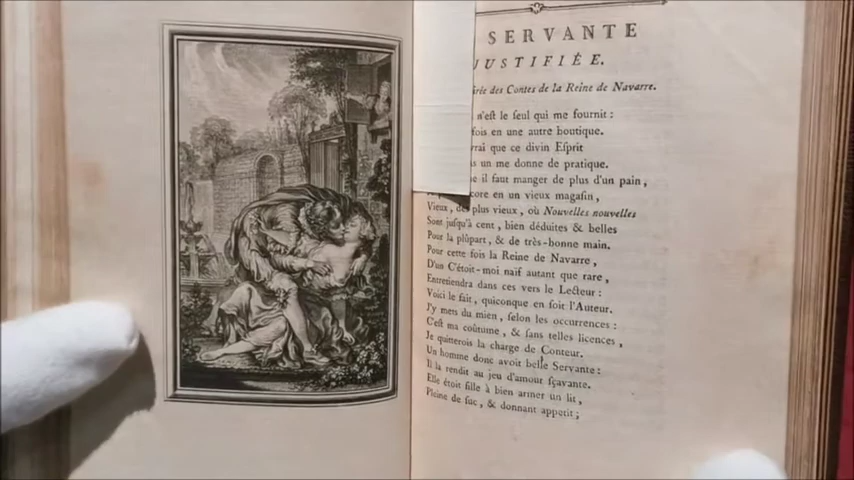 SERVANTE
JUSTIFIÉE.
des Contes de la Reine de Navarre.
n'eſt le ſeul qui me fournit :
fois en une autre boutique.
que ce divin Eſprit
un me donne de pratique.
il faut manger de plus d'un pain,
en un vieux magaſin,
Vieux, des plus vieux, où Nouvelles nouvelles
Sont juſqu'à cent, bien déduites & belles
Pour la plûpart, & de très-bonne main.
Pour cette fois la Reine de Navarre,
D'un C'étoit-moi naïf autant que rare,
Entretiendra dans ces vers le Lecteur :
Voici le fait, quiconque en ſoit l'Auteur.
J'y mets du mien, ſelon les occurrences :
C'eſt ma coûtume, & ſans telles licences,
Je quitterois la charge de Conteur.
Un homme donc avoit belle Servante :
Il la rendit au jeu d'amour ſçavante.
Elle étoit fille à bien armer un lit,
Pleine de ſuc, & donnant appetit ;